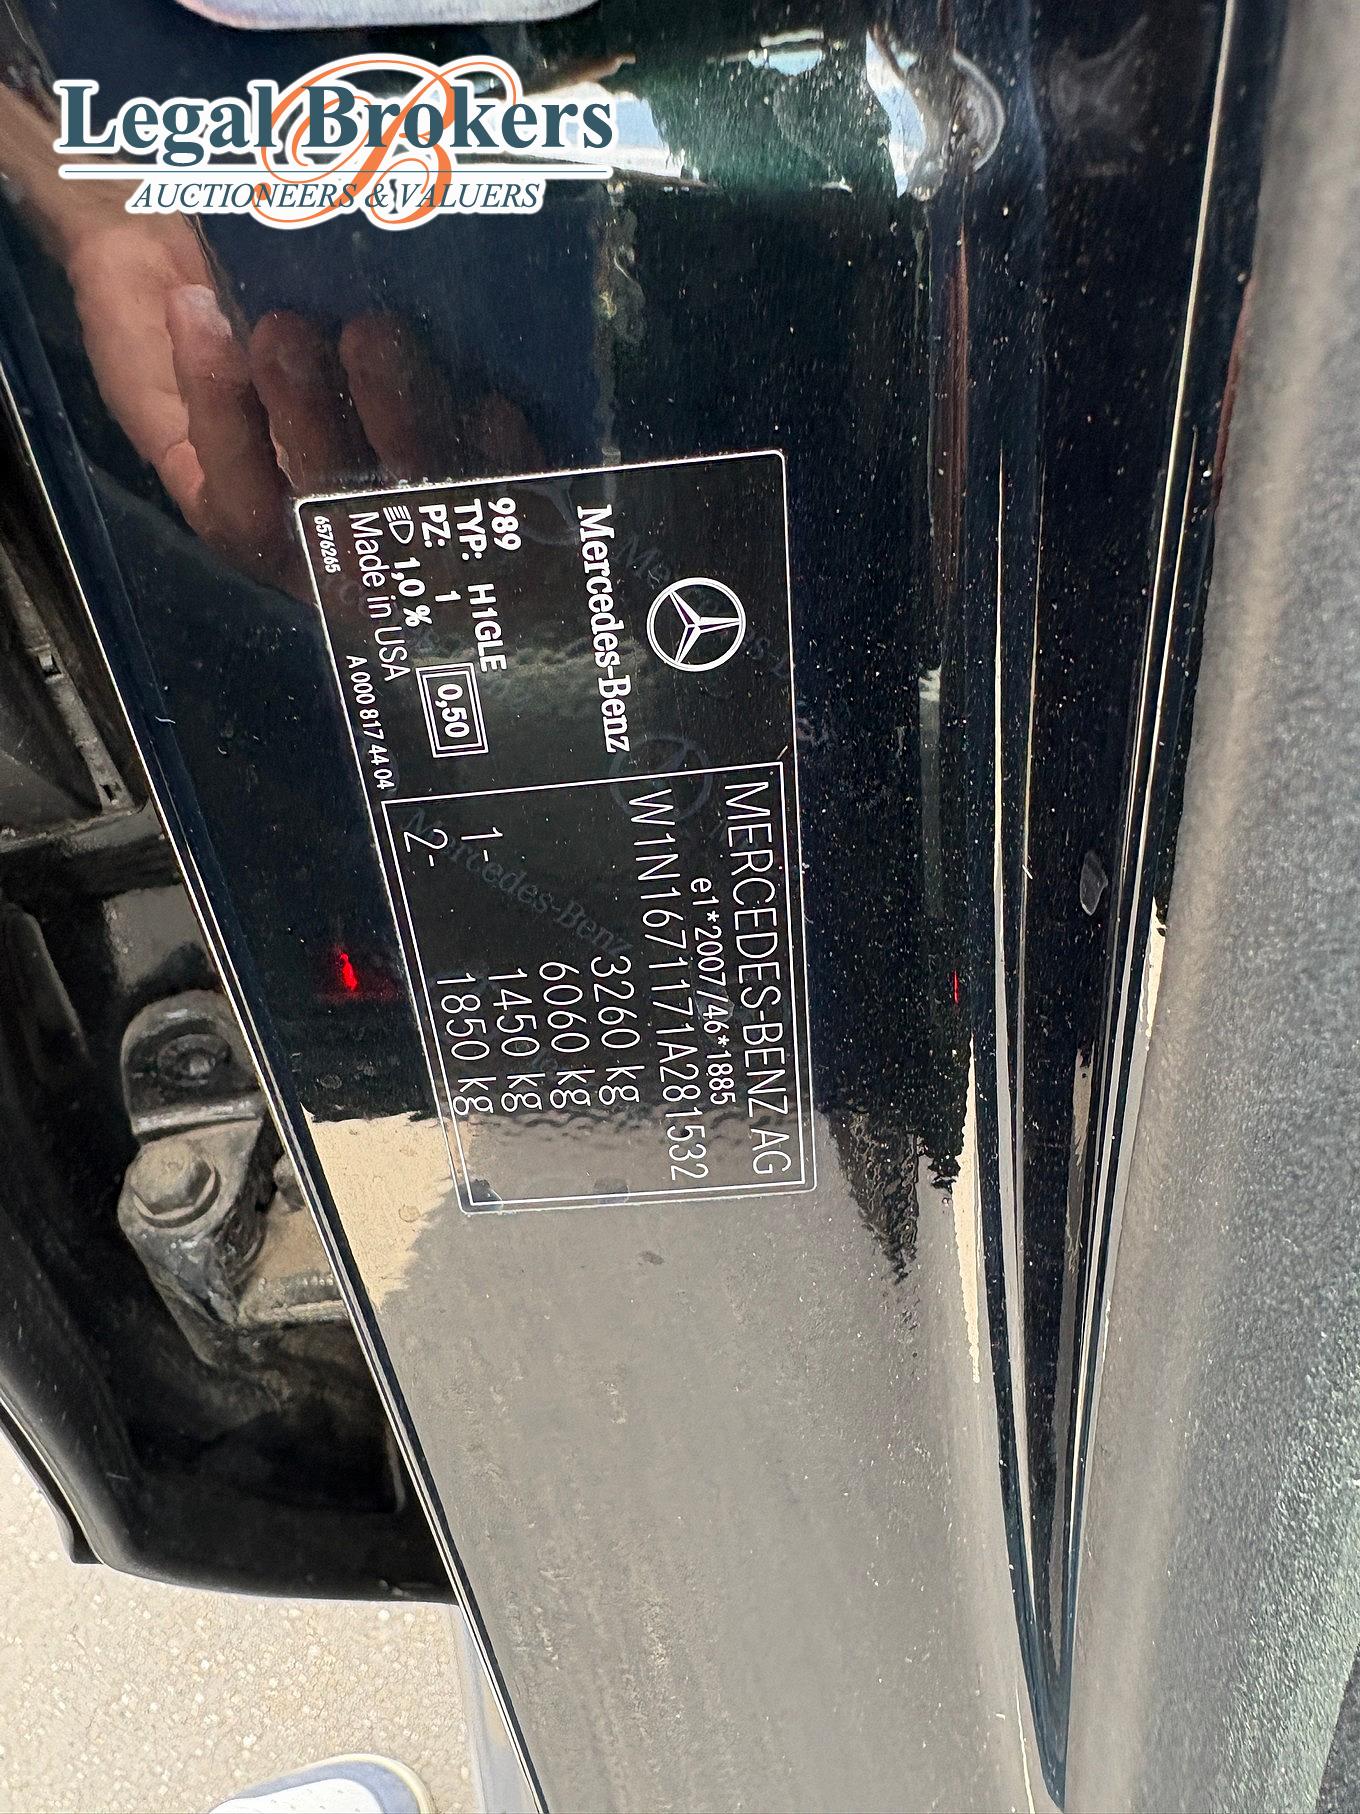 Legal Brokers
AUCTIONEERS & VALUERS
Mercedes-Benz
989
TYP: H1GLE
PZ: 1
0,50
1,0 %
Made in USA
6576265
A 000 817 44 04
MERCEDES-BENZ AG
e1*2007/46*1885
W1N1671171A281532
3260 kg
6060 kg
1- 1450 kg
2- 1850 kg